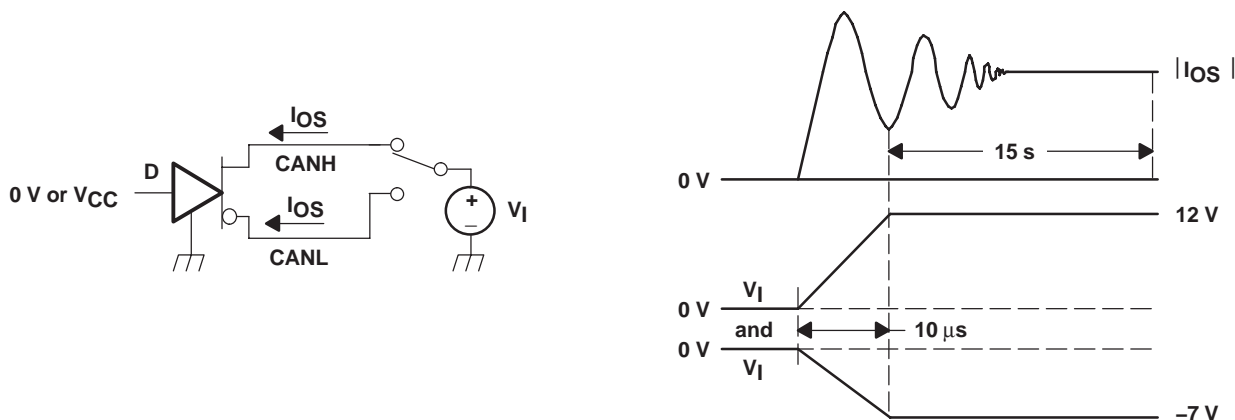 I_OS
CANH
D
0 V or V_CC
I_OS
CANL
+
–
V_I
|I_OS|
15 s
0 V
12 V
V_I
0 V
and
10 μs
0 V
V_I
–7 V